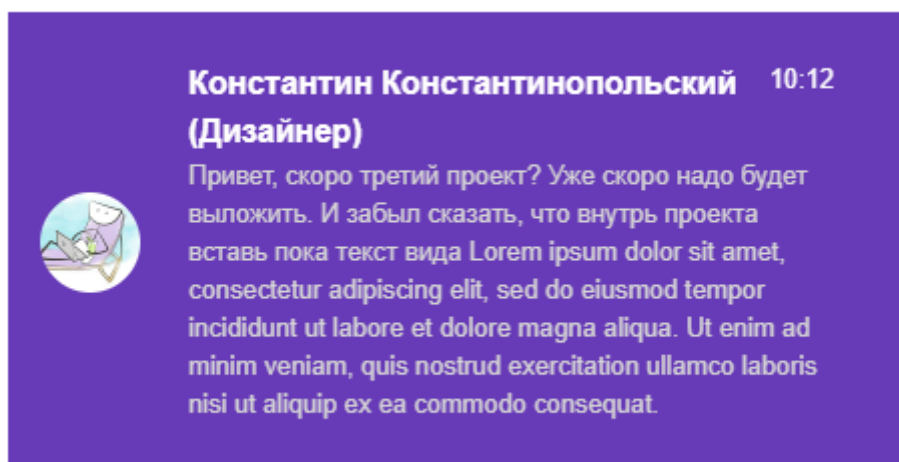 Константин Константинопольский 10:12
(Дизайнер)
Привет, скоро третий проект? Уже скоро надо будет
выложить. И забыл сказать, что внутрь проекта
вставь пока текст вида Lorem ipsum dolor sit amet,
consectetur adipiscing elit, sed do eiusmod tempor
incididunt ut labore et dolore magna aliqua. Ut enim ad
minim veniam, quis nostrud exercitation ullamco laboris
nisi ut aliquip ex ea commodo consequat.